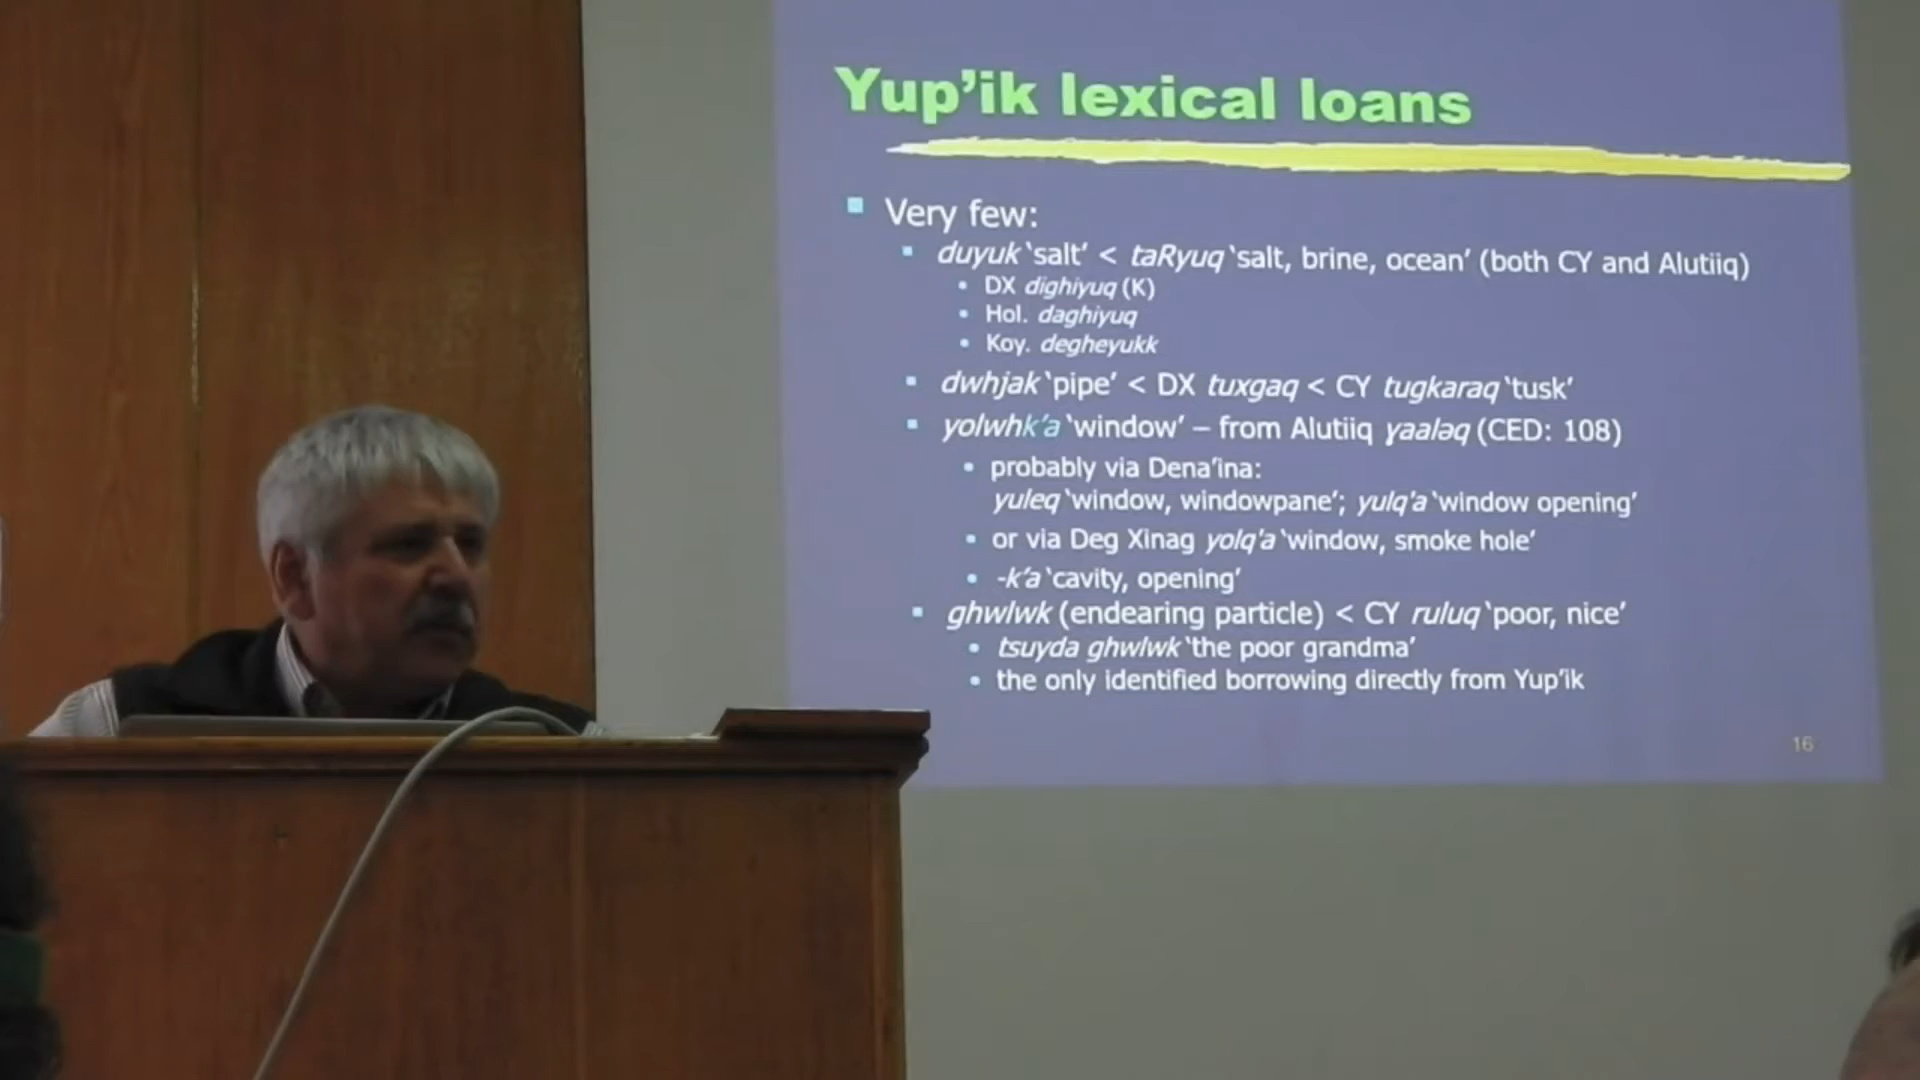 Yup'ik lexical loans
Very few:
duyuk 'salt' < taRyuq 'salt, brine, ocean' (both CY and Alutiiq)
DX dighiyuq (K)
Hol. daghiyuq
Koy. degheyukk
dwhjak 'pipe' < DX tuxgaq < CY tugkaraq 'tusk'
yolwhk'a 'window' – from Alutiiq ɣaaləq (CED: 108)
probably via Dena'ina:
yuleq 'window, windowpane'; yulq'a 'window opening'
or via Deg Xinag yolq'a 'window, smoke hole'
-k'a 'cavity, opening'
ghwlwk (endearing particle) < CY ruluq 'poor, nice'
tsuyda ghwlwk 'the poor grandma'
the only identified borrowing directly from Yup'ik
16